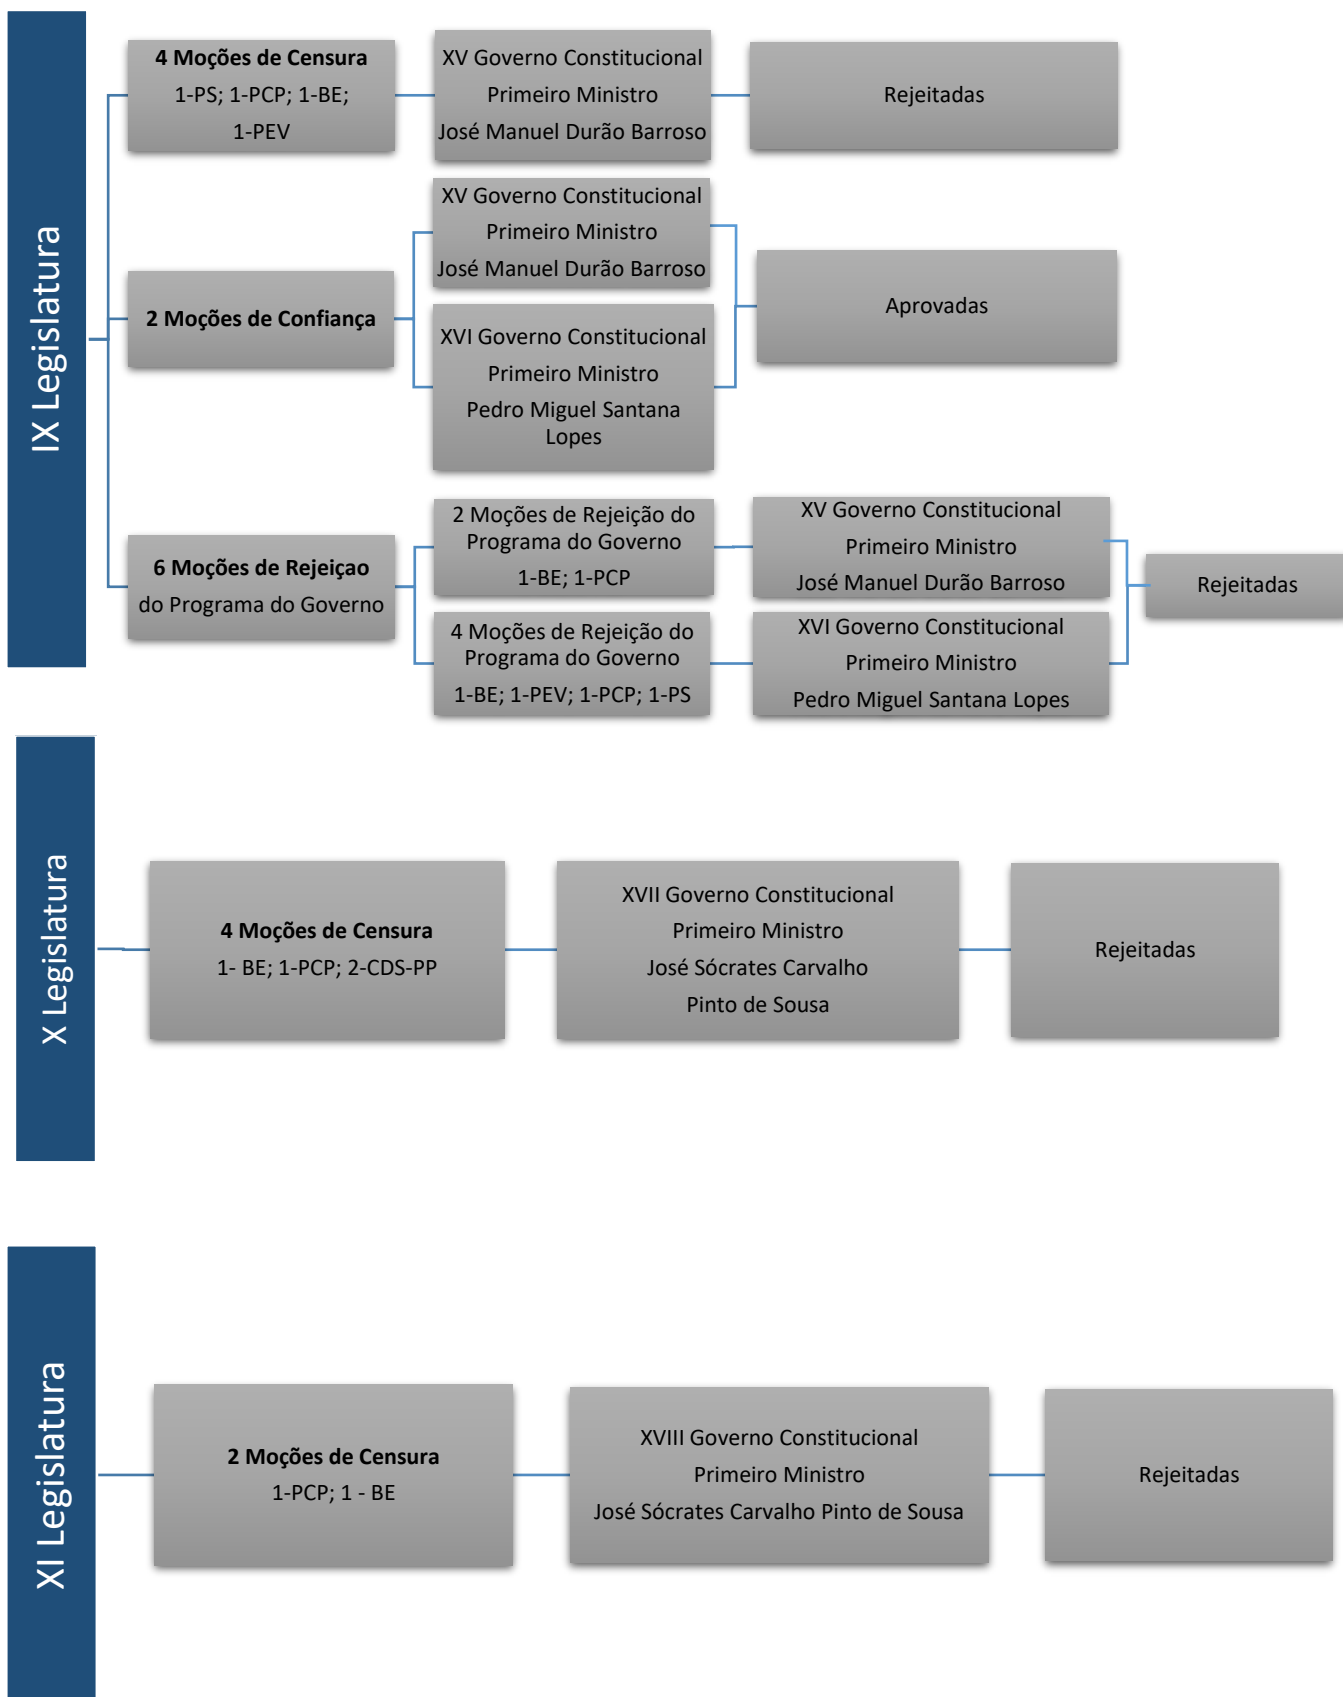 IX Legislatura
4 Moções de Censura
1-PS; 1-PCP; 1-BE;
1-PEV
XV Governo Constitucional
Primeiro Ministro
José Manuel Durão Barroso
Rejeitadas
2 Moções de Confiança
XV Governo Constitucional
Primeiro Ministro
José Manuel Durão Barroso
XVI Governo Constitucional
Primeiro Ministro
Pedro Miguel Santana
Lopes
Aprovadas
6 Moções de Rejeiçao
do Programa do Governo
2 Moções de Rejeição do
Programa do Governo
1-BE; 1-PCP
XV Governo Constitucional
Primeiro Ministro
José Manuel Durão Barroso
4 Moções de Rejeição do
Programa do Governo
1-BE; 1-PEV; 1-PCP; 1-PS
XVI Governo Constitucional
Primeiro Ministro
Pedro Miguel Santana Lopes
Rejeitadas
X Legislatura
4 Moções de Censura
1- BE; 1-PCP; 2-CDS-PP
XVII Governo Constitucional
Primeiro Ministro
José Sócrates Carvalho
Pinto de Sousa
Rejeitadas
XI Legislatura
2 Moções de Censura
1-PCP; 1 - BE
XVIII Governo Constitucional
Primeiro Ministro
José Sócrates Carvalho Pinto de Sousa
Rejeitadas